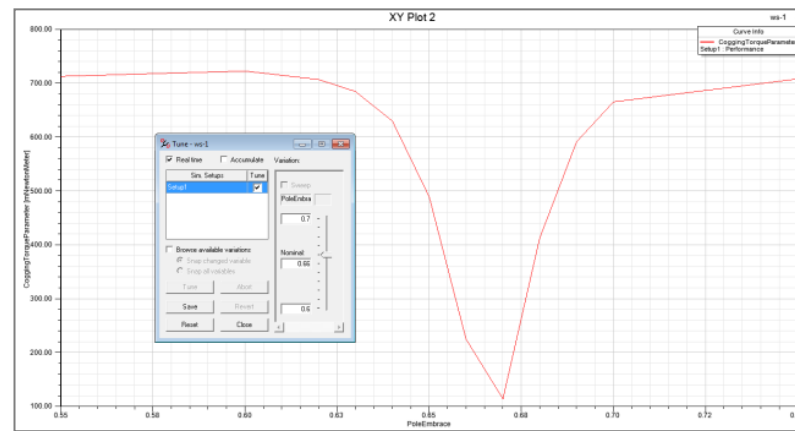 XY Plot 2
ws-1
Curve Info
CoggingTorqueParameter
Setup1 : Performance
800.00
700.00
600.00
500.00
400.00
300.00
200.00
100.00
CoggingTorqueParameter [mNewtonMeter]
Tune - ws-1
Real time
Accumulate
Variation:
Sim. Setups
Tune
Setup1
Sweep
PoleEmbra
0.7
Nominal:
0.66
0.6
Browse available variations
Snap changed variable
Snap all variables
Tune
Abort
Save
Revert
Reset
Close
0.55
0.58
0.60
0.63
0.65
0.68
0.70
0.72
PoleEmbrace